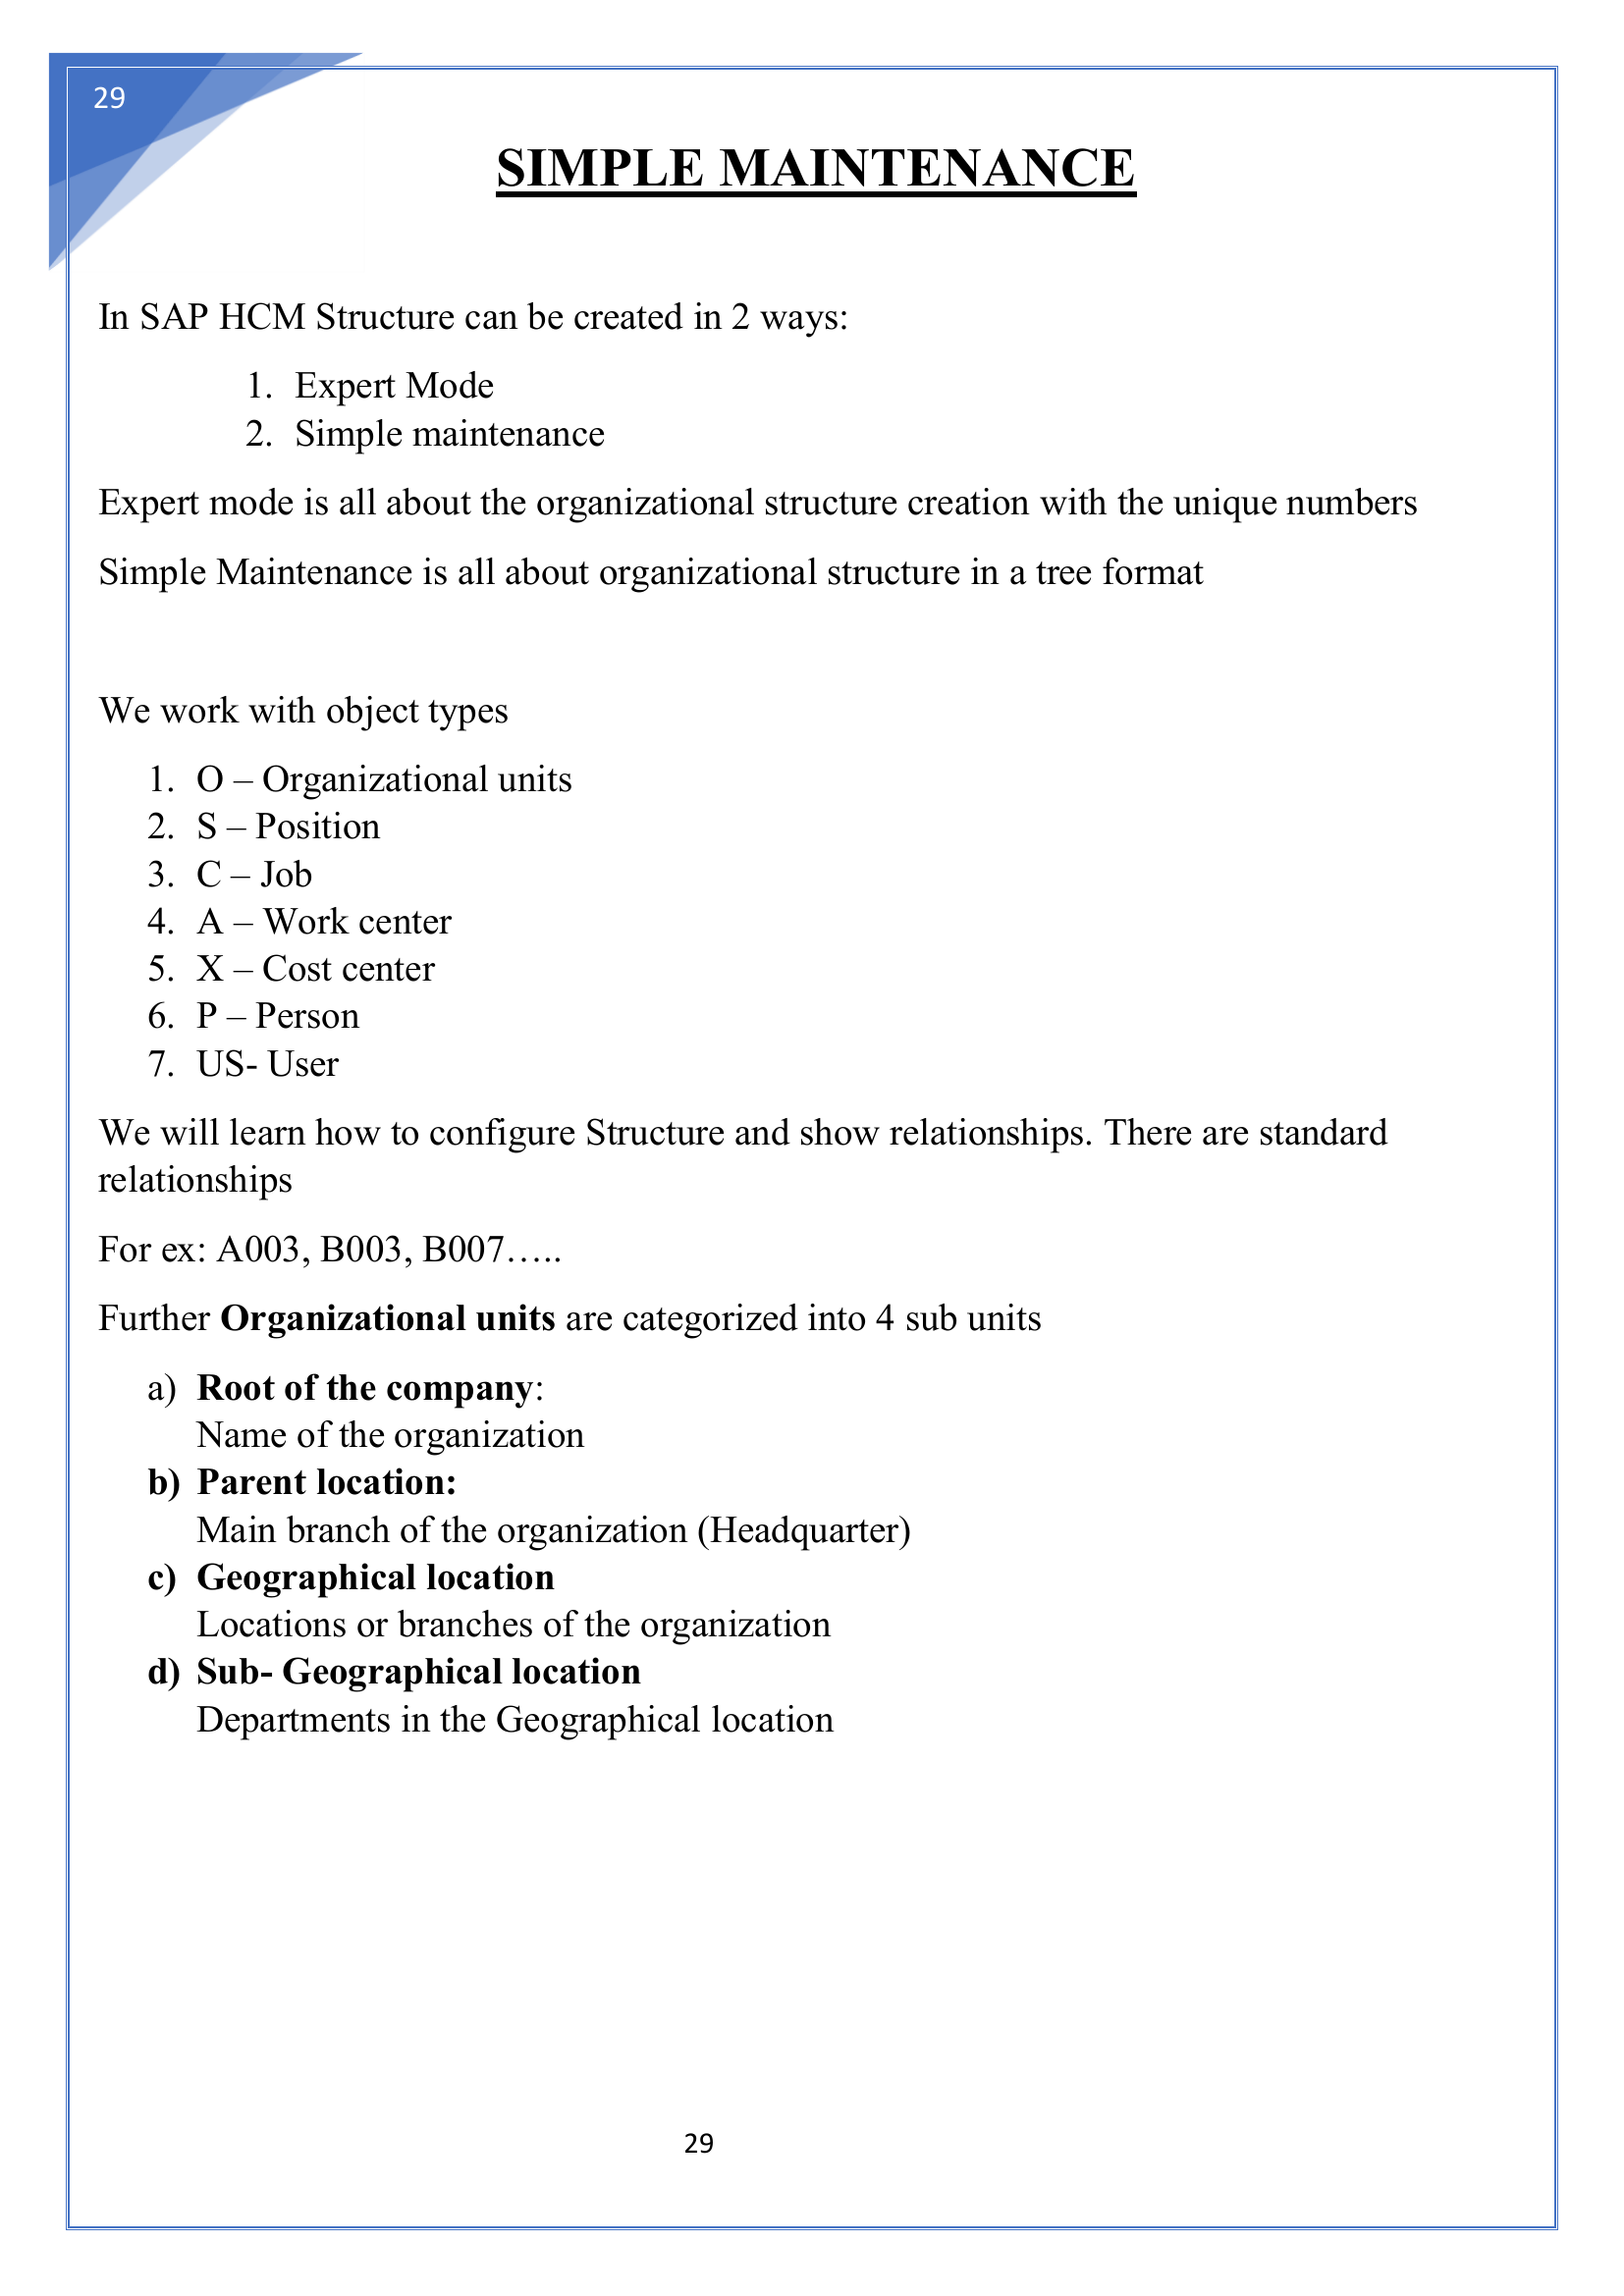 29
SIMPLE MAINTENANCE
In SAP HCM Structure can be created in 2 ways:
1. Expert Mode
2. Simple maintenance
Expert mode is all about the organizational structure creation with the unique numbers
Simple Maintenance is all about organizational structure in a tree format
We work with object types
1. O – Organizational units
2. S – Position
3. C – Job
4. A – Work center
5. X – Cost center
6. P – Person
7. US- User
We will learn how to configure Structure and show relationships. There are standard
relationships
For ex: A003, B003, B007…..
Further Organizational units are categorized into 4 sub units
a) Root of the company:
Name of the organization
b) Parent location:
Main branch of the organization (Headquarter)
c) Geographical location
Locations or branches of the organization
d) Sub- Geographical location
Departments in the Geographical location
29